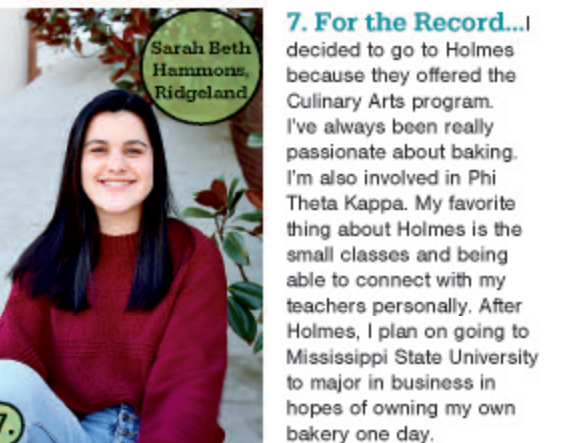 Sarah Beth
Hammons,
Ridgeland
7.
7. For the Record...I
decided to go to Holmes
because they offered the
Culinary Arts program.
I've always been really
passionate about baking.
I'm also involved in Phi
Theta Kappa. My favorite
thing about Holmes is the
small classes and being
able to connect with my
teachers personally. After
Holmes, I plan on going to
Mississippi State University
to major in business in
hopes of owning my own
bakery one day.